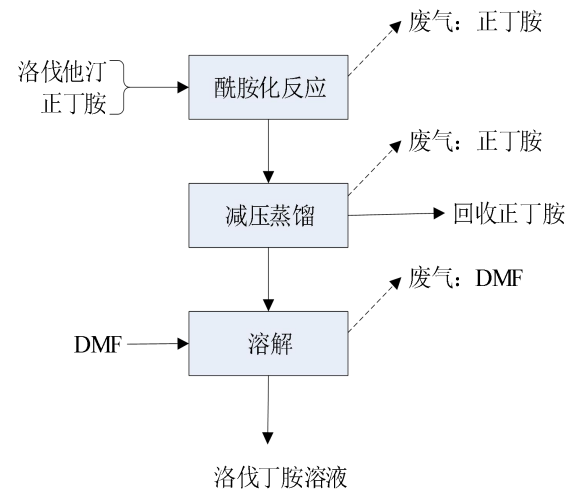 废气：正丁胺
洛伐他汀
正丁胺
酰胺化反应
废气：正丁胺
减压蒸馏
回收正丁胺
废气：DMF
DMF
溶解
洛伐丁胺溶液